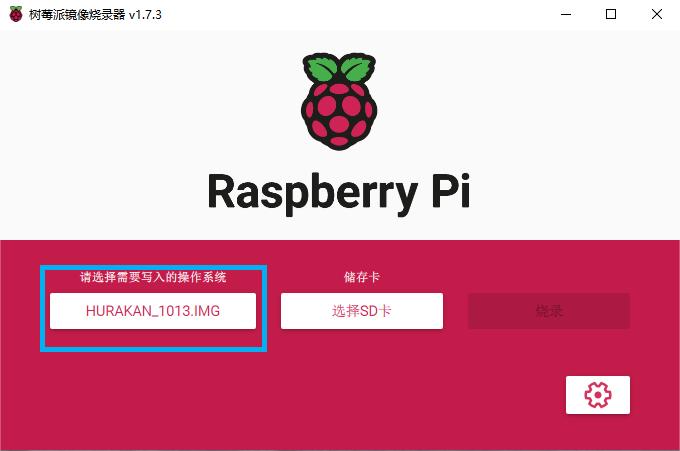 树莓派镜像烧录器 v1.7.3
Raspberry Pi
请选择需要写入的操作系统
储存卡
HURAKAN_1013.IMG
选择SD卡
烧录